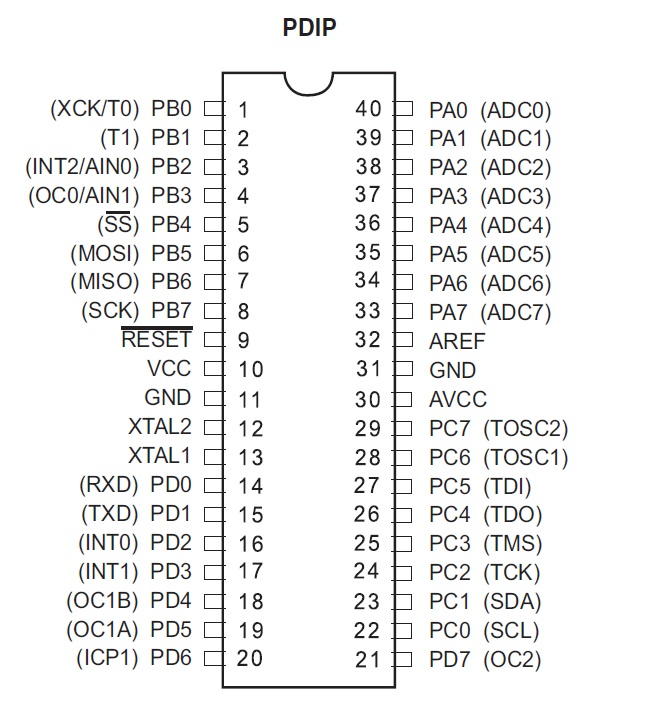 PDIP
(XCK/T0) PB0 1 40 PA0 (ADC0)
(T1) PB1 2 39 PA1 (ADC1)
(INT2/AIN0) PB2 3 38 PA2 (ADC2)
(OC0/AIN1) PB3 4 37 PA3 (ADC3)
(S̅S̅) PB4 5 36 PA4 (ADC4)
(MOSI) PB5 6 35 PA5 (ADC5)
(MISO) PB6 7 34 PA6 (ADC6)
(SCK) PB7 8 33 PA7 (ADC7)
R̅E̅S̅E̅T̅ 9 32 AREF
VCC 10 31 GND
GND 11 30 AVCC
XTAL2 12 29 PC7 (TOSC2)
XTAL1 13 28 PC6 (TOSC1)
(RXD) PD0 14 27 PC5 (TDI)
(TXD) PD1 15 26 PC4 (TDO)
(INT0) PD2 16 25 PC3 (TMS)
(INT1) PD3 17 24 PC2 (TCK)
(OC1B) PD4 18 23 PC1 (SDA)
(OC1A) PD5 19 22 PC0 (SCL)
(ICP1) PD6 20 21 PD7 (OC2)